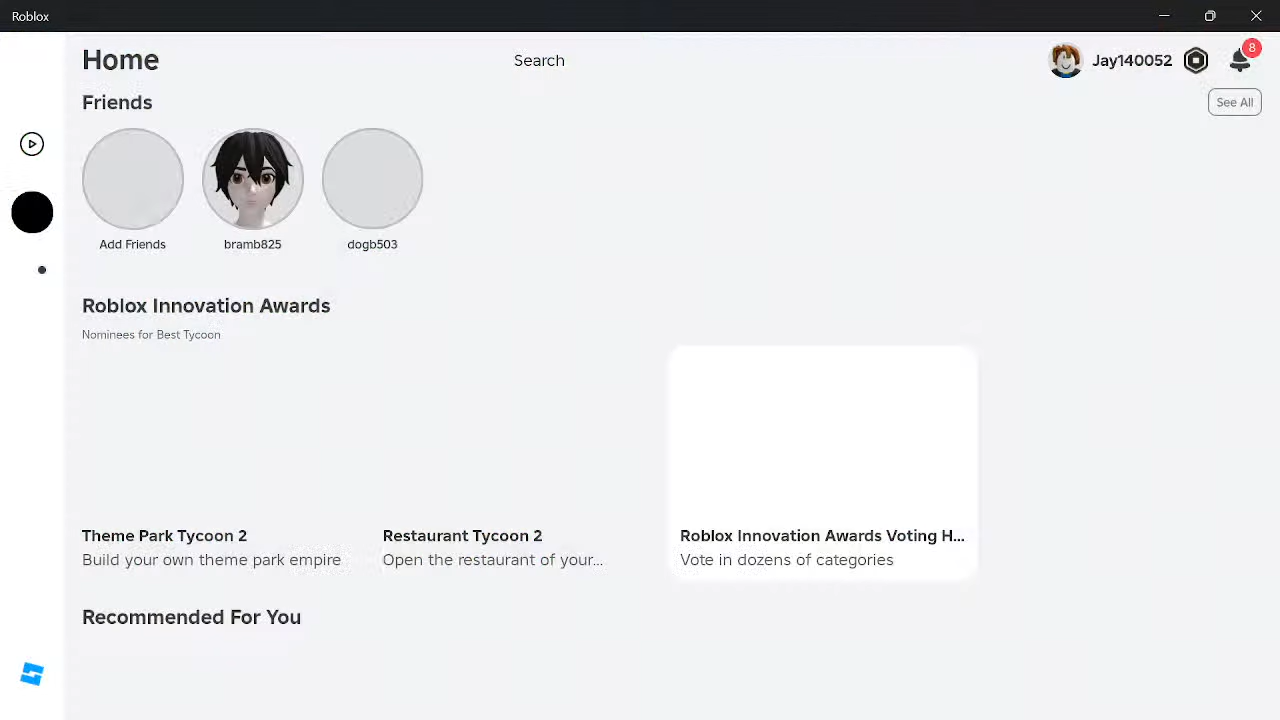 Roblox
Home
Search
Jay140052
8
Friends
See All
Add Friends
bramb825
dogb503
Roblox Innovation Awards
Nominees for Best Tycoon
Theme Park Tycoon 2
Build your own theme park empire
Restaurant Tycoon 2
Open the restaurant of your...
Roblox Innovation Awards Voting H...
Vote in dozens of categories
Recommended For You